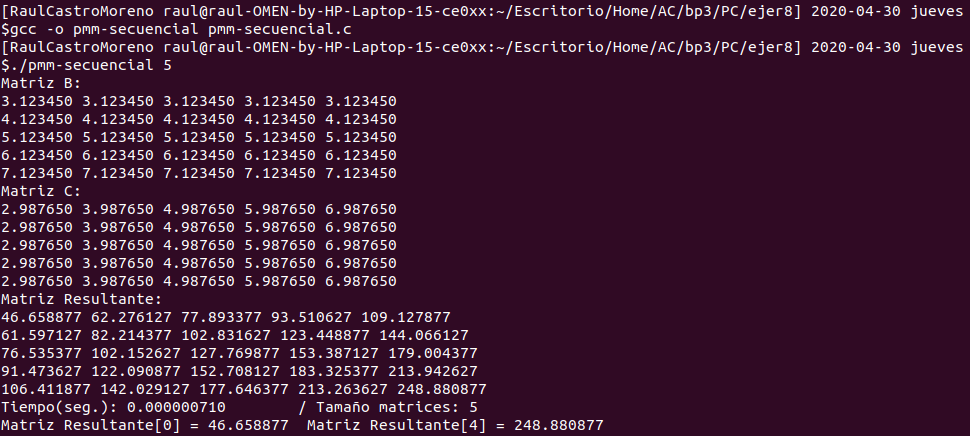 [RaulCastroMoreno raul@raul-OMEN-by-HP-Laptop-15-ce0xx:~/Escritorio/Home/AC/bp3/PC/ejer8] 2020-04-30 jueves
$gcc -o pmm-secuencial pmm-secuencial.c
[RaulCastroMoreno raul@raul-OMEN-by-HP-Laptop-15-ce0xx:~/Escritorio/Home/AC/bp3/PC/ejer8] 2020-04-30 jueves
$./pmm-secuencial 5
Matriz B:
3.123450 3.123450 3.123450 3.123450 3.123450
4.123450 4.123450 4.123450 4.123450 4.123450
5.123450 5.123450 5.123450 5.123450 5.123450
6.123450 6.123450 6.123450 6.123450 6.123450
7.123450 7.123450 7.123450 7.123450 7.123450
Matriz C:
2.987650 3.987650 4.987650 5.987650 6.987650
2.987650 3.987650 4.987650 5.987650 6.987650
2.987650 3.987650 4.987650 5.987650 6.987650
2.987650 3.987650 4.987650 5.987650 6.987650
2.987650 3.987650 4.987650 5.987650 6.987650
Matriz Resultante:
46.658877 62.276127 77.893377 93.510627 109.127877
61.597127 82.214377 102.831627 123.448877 144.066127
76.535377 102.152627 127.769877 153.387127 179.004377
91.473627 122.090877 152.708127 183.325377 213.942627
106.411877 142.029127 177.646377 213.263627 248.880877
Tiempo(seg.): 0.000000710 / Tamaño matrices: 5
Matriz Resultante[0] = 46.658877 Matriz Resultante[4] = 248.880877